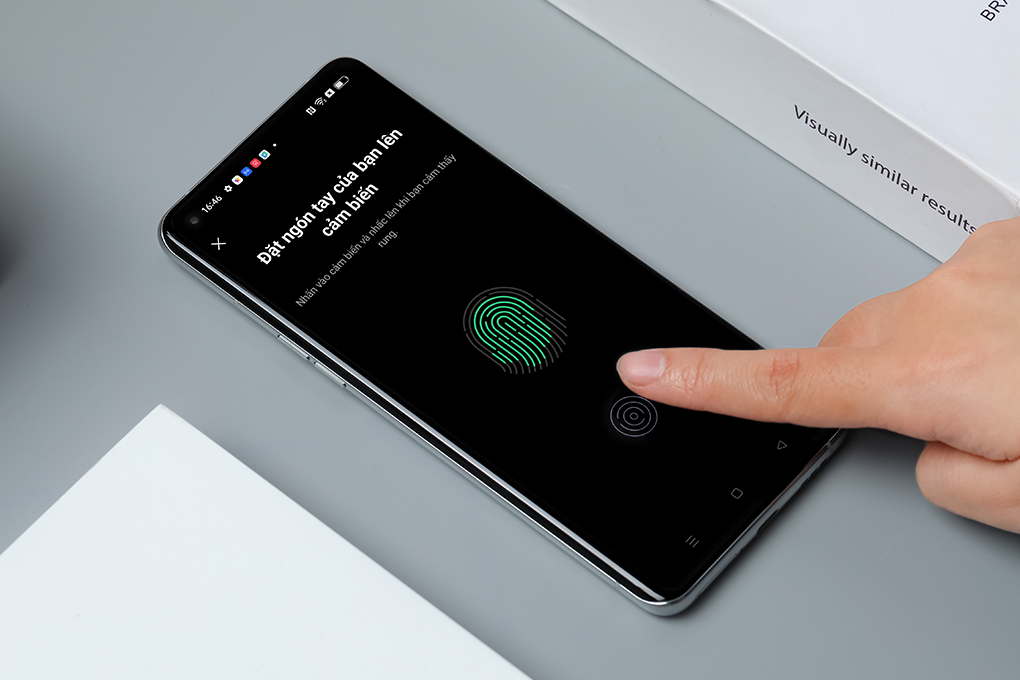 16:46
Đặt ngón tay của bạn lên
cảm biến
Nhấn vào cảm biến và nhấc lên khi bạn cảm thấy
rung.
Visually similar results
BRA